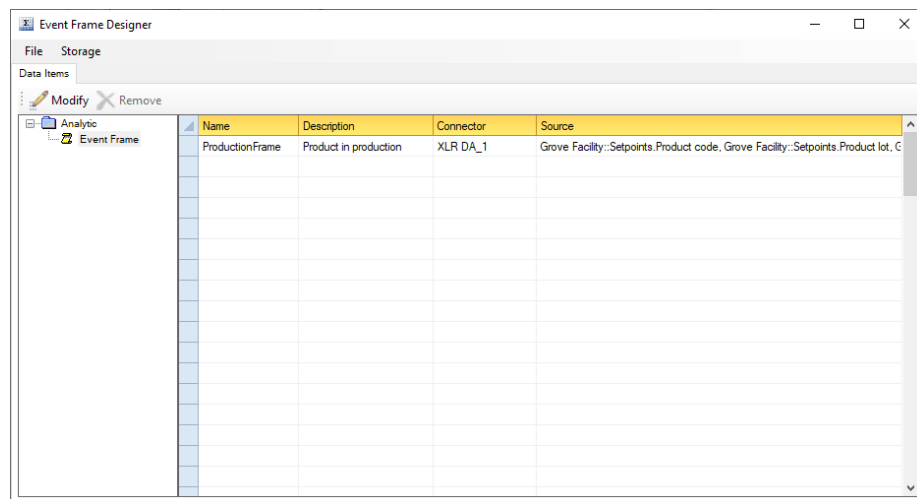 Event Frame Designer
File Storage
Data Items
Modify Remove
Analytic
Event Frame
Name Description Connector Source
ProductionFrame Product in production XLR DA_1 Grove Facility::Setpoints.Product code, Grove Facility::Setpoints.Product lot, G